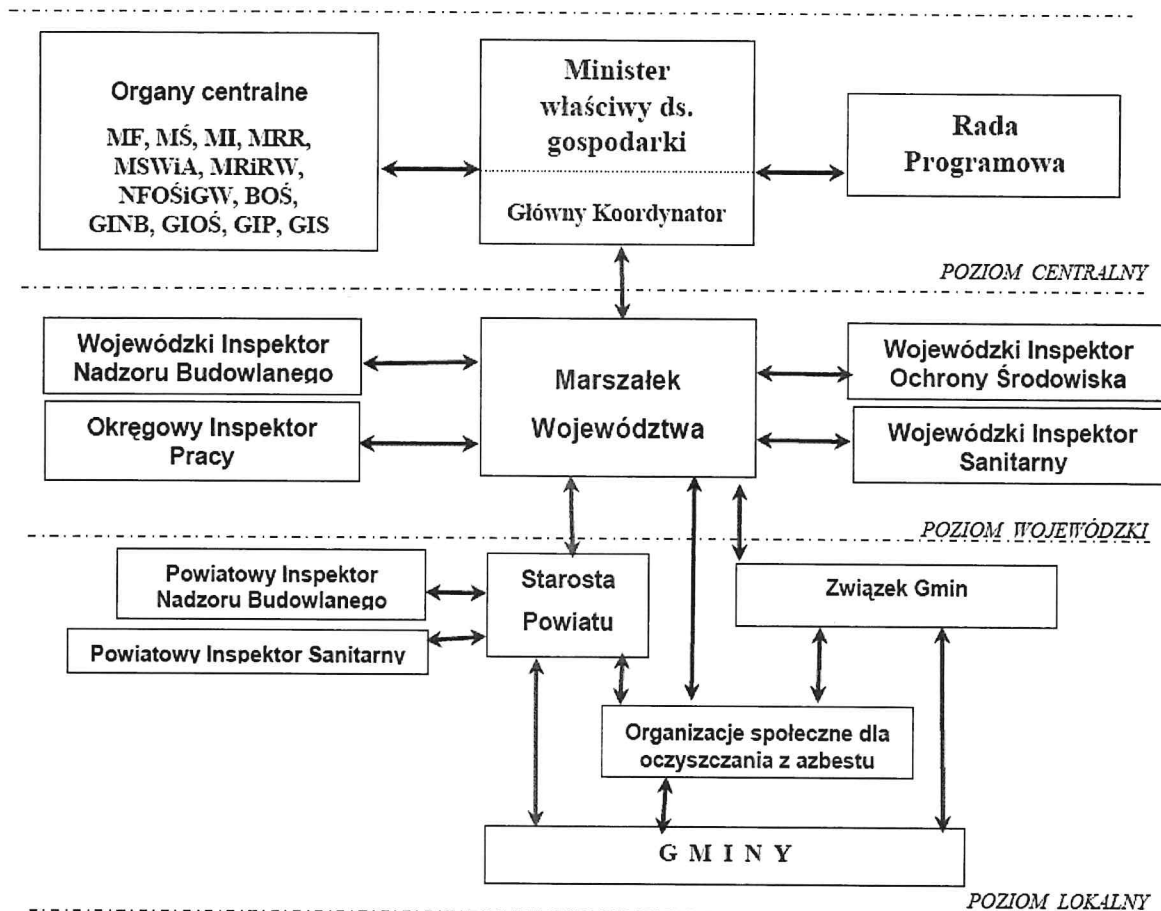 Organy centralne
MF, MŚ, MI, MRR,
MSWiA, MRiRW,
NFOŚiGW, BOŚ,
GINB, GIOŚ, GIP, GIS
Minister
właściwy ds.
gospodarki
Główny Koordynator
Rada
Programowa
POZIOM CENTRALNY
Wojewódzki Inspektor
Nadzoru Budowlanego
Okręgowy Inspektor
Pracy
Marszałek
Województwa
Wojewódzki Inspektor
Ochrony Środowiska
Wojewódzki Inspektor
Sanitarny
POZIOM WOJEWÓDZKI
Powiatowy Inspektor
Nadzoru Budowlanego
Powiatowy Inspektor Sanitarny
Starosta
Powiatu
Związek Gmin
Organizacje społeczne dla
oczyszczania z azbestu
G M I N Y
POZIOM LOKALNY